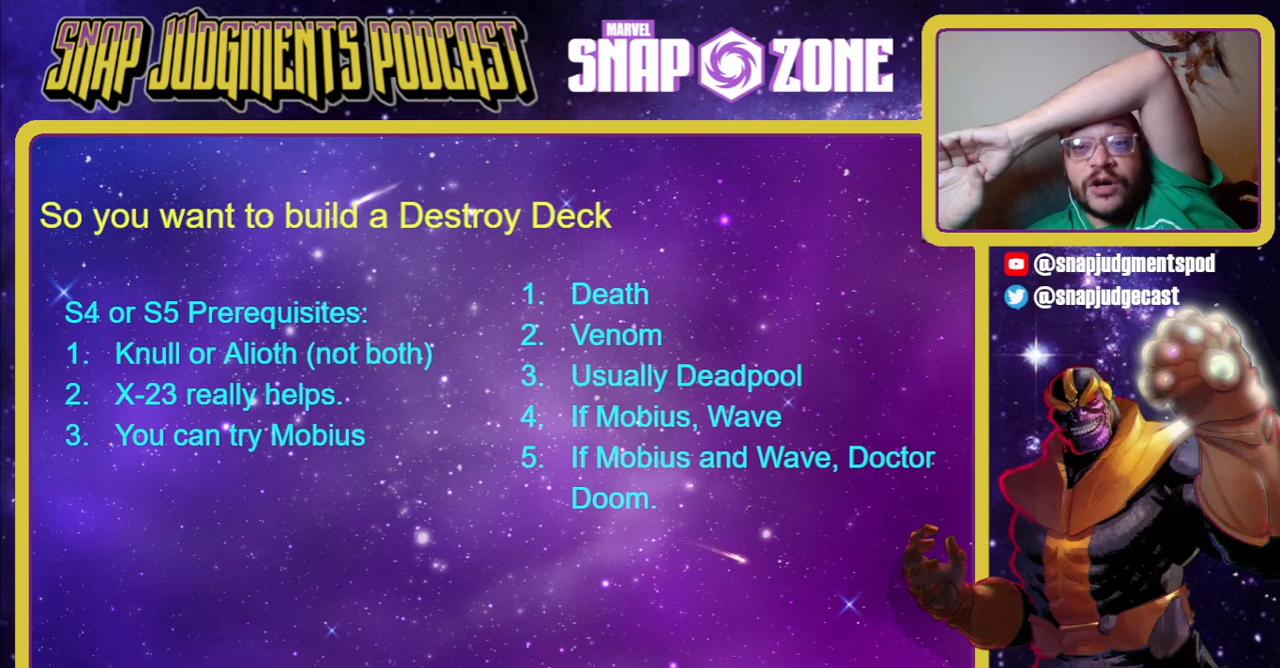 SNAP JUDGMENTS PODCAST
MARVEL
SNAP ZONE
So you want to build a Destroy Deck
S4 or S5 Prerequisites:
1. Knull or Alioth (not both)
2. X-23 really helps.
3. You can try Mobius
1. Death
2. Venom
3. Usually Deadpool
4. If Mobius, Wave
5. If Mobius and Wave, Doctor
Doom.
@snapjudgmentspod
@snapjudgecast